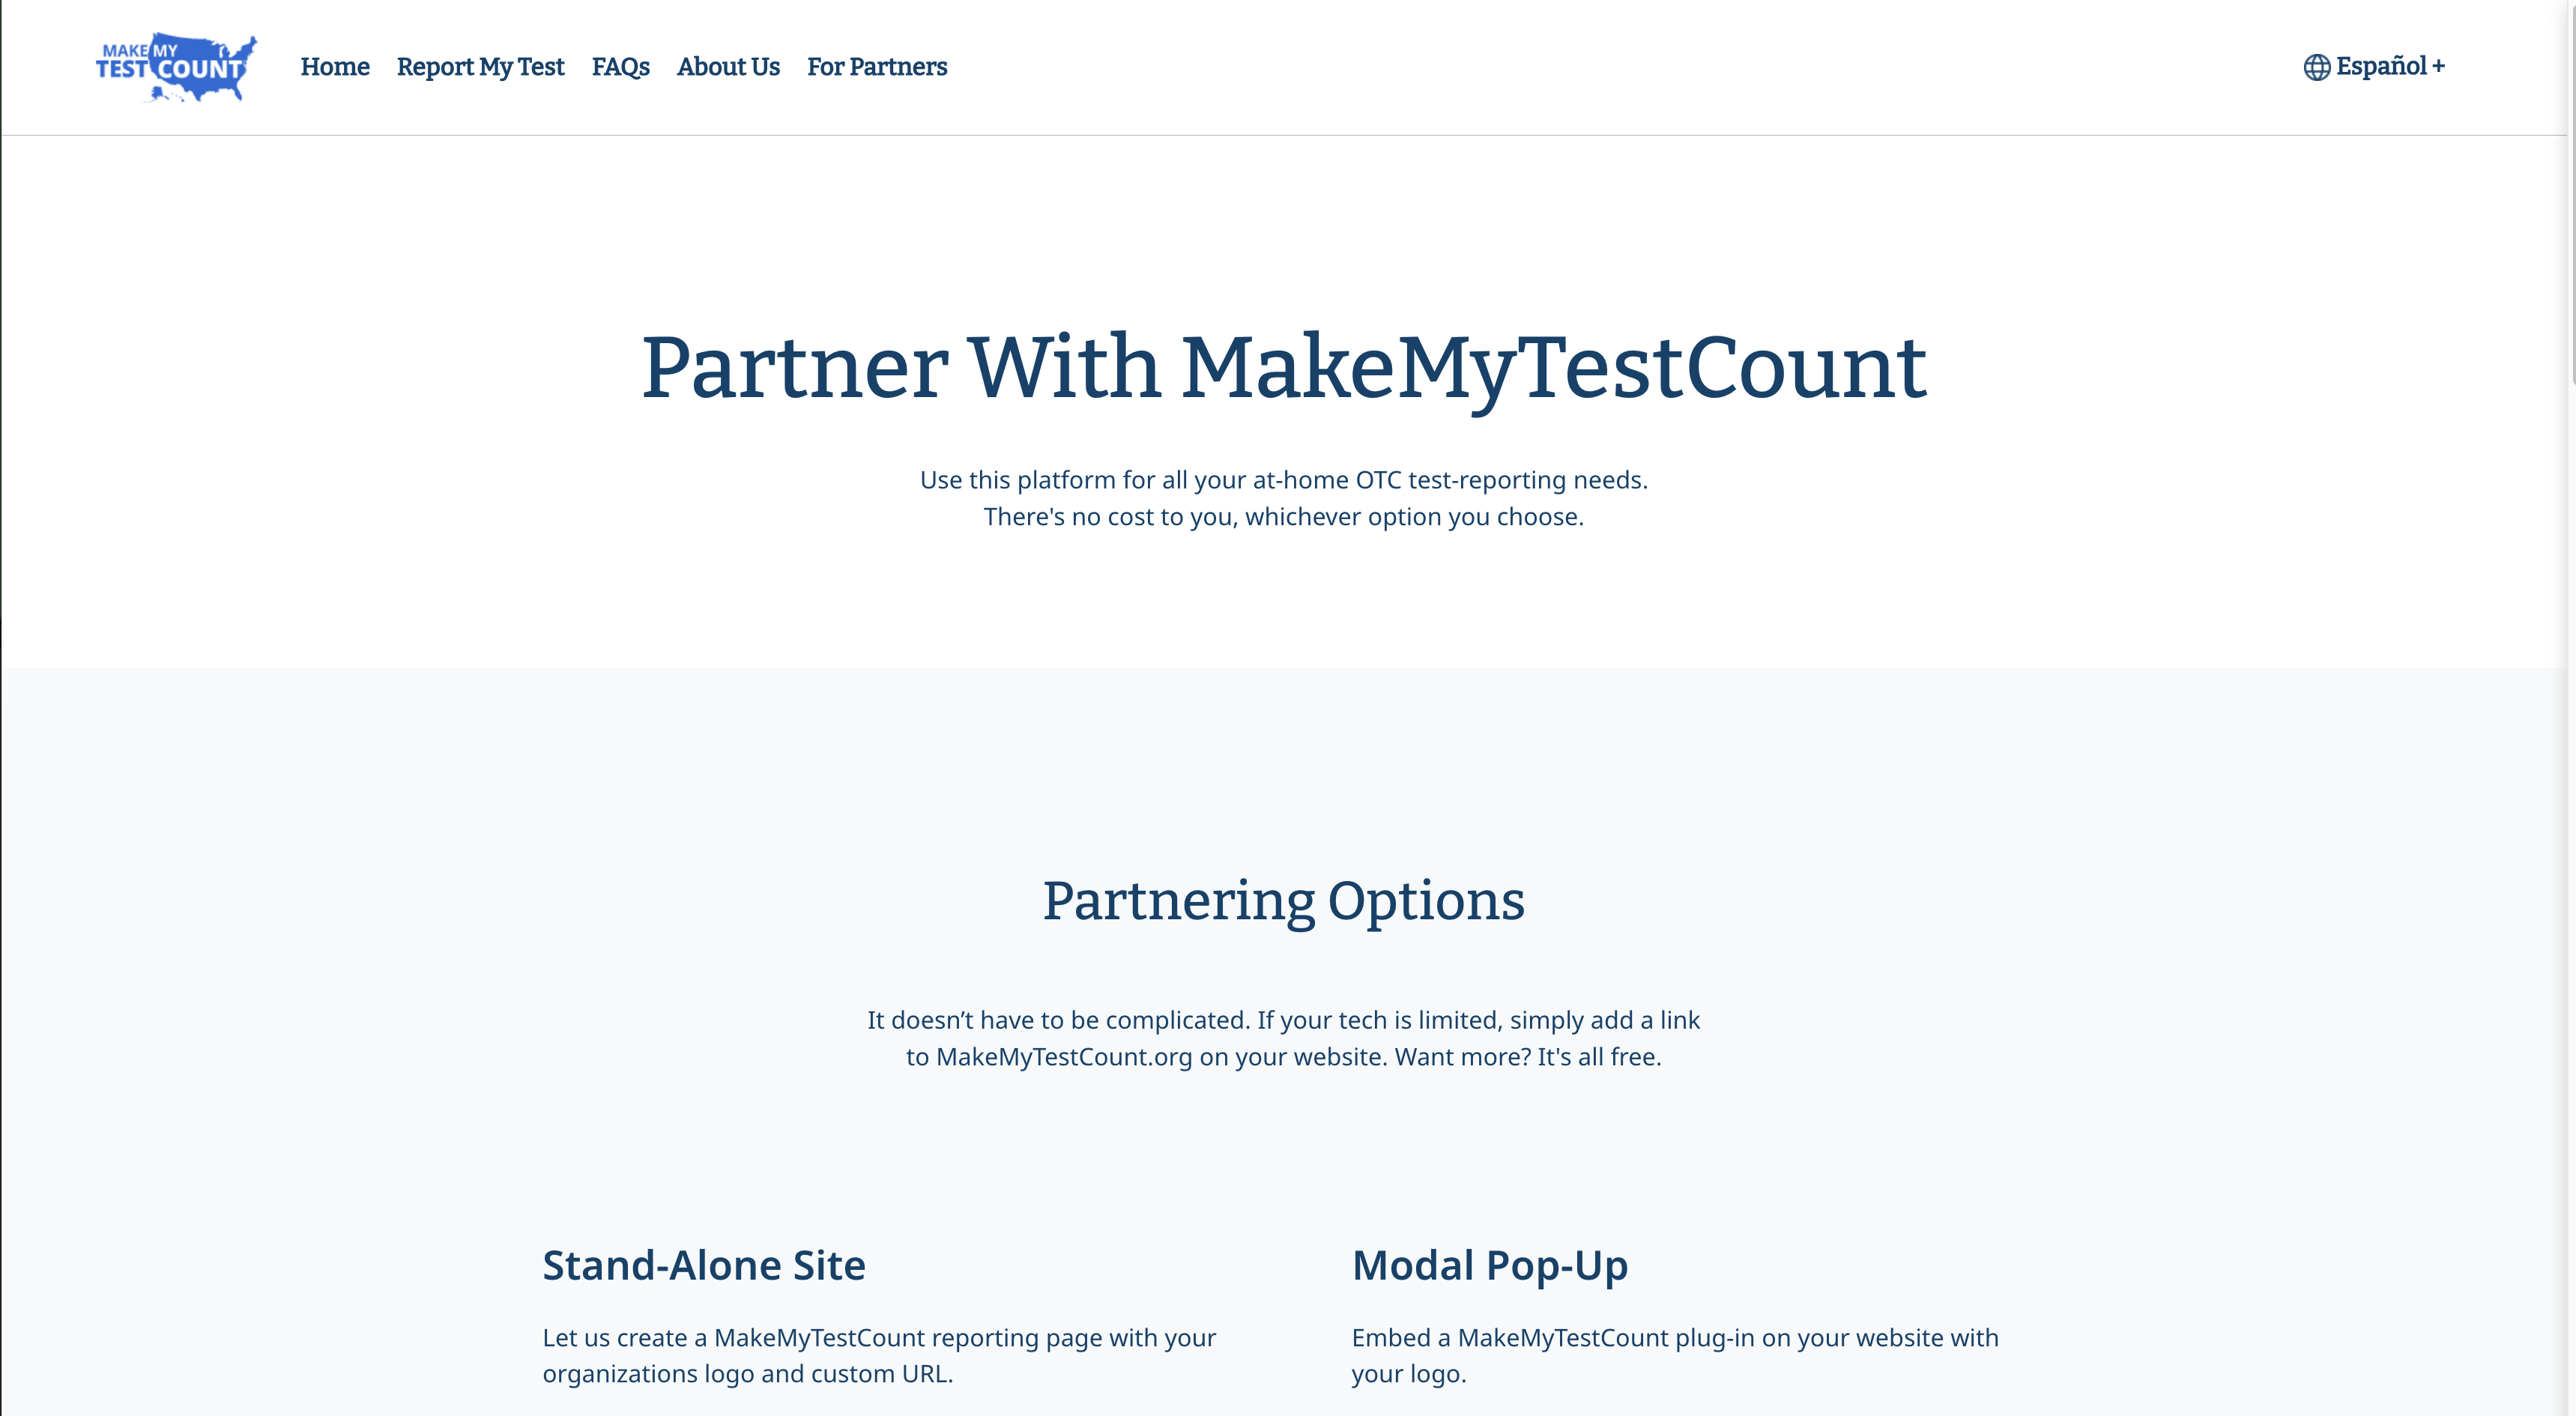 MAKE MY
TEST COUNT
Home Report My Test FAQs About Us For Partners
Español +
Partner With MakeMyTestCount
Use this platform for all your at-home OTC test-reporting needs.
There's no cost to you, whichever option you choose.
Partnering Options
It doesn’t have to be complicated. If your tech is limited, simply add a link
to MakeMyTestCount.org on your website. Want more? It's all free.
Stand-Alone Site
Let us create a MakeMyTestCount reporting page with your
organizations logo and custom URL.
Modal Pop-Up
Embed a MakeMyTestCount plug-in on your website with
your logo.